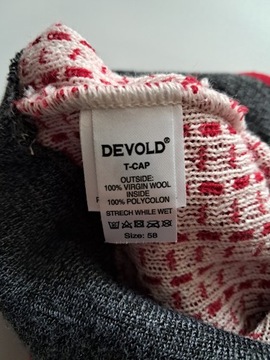 DEVOLD®
T-CAP
OUTSIDE:
100% VIRGIN WOOL
INSIDE
100% POLYCOLON
STRECH WHILE WET
Size: 58